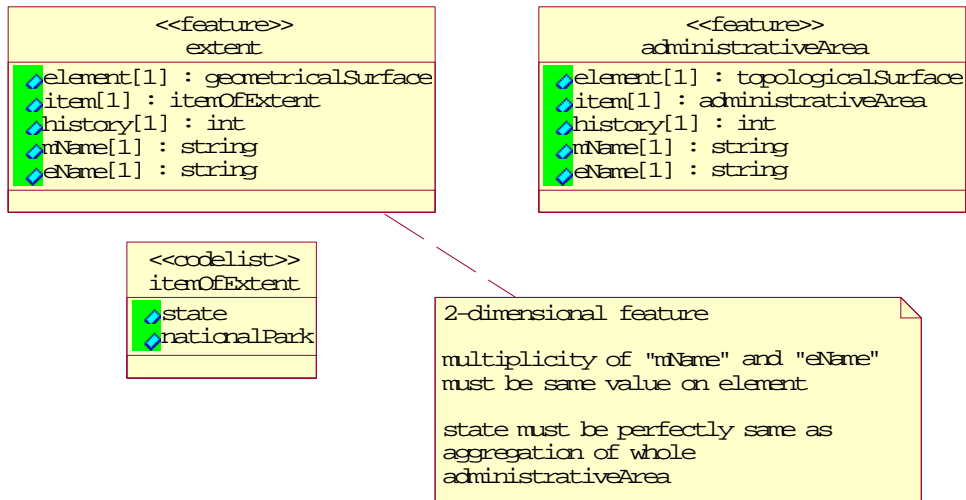 <<feature>>
extent
element[1] : geometricalSurface
item[1] : itemOfExtent
history[1] : int
mName[1] : string
eName[1] : string
<<feature>>
administrativeArea
element[1] : topologicalSurface
item[1] : administrativeArea
history[1] : int
mName[1] : string
eName[1] : string
<<codelist>>
itemOfExtent
state
nationalPark
2-dimensional feature
multiplicity of "mName" and "eName"
must be same value on element
state must be perfectly same as
aggregation of whole
administrativeArea